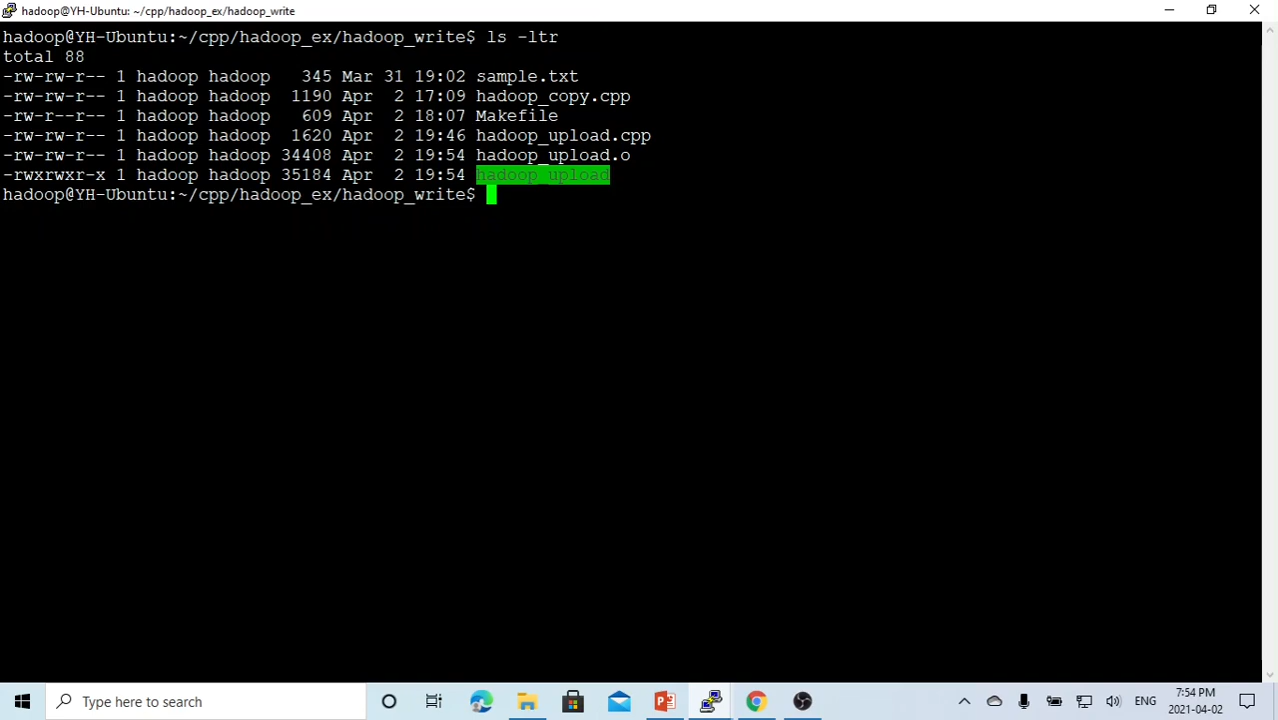 hadoop@YH-Ubuntu: ~/cpp/hadoop_ex/hadoop_write
hadoop@YH-Ubuntu:~/cpp/hadoop_ex/hadoop_write$ ls -ltr
total 88
-rw-rw-r-- 1 hadoop hadoop   345 Mar 31 19:02 sample.txt
-rw-rw-r-- 1 hadoop hadoop  1190 Apr  2 17:09 hadoop_copy.cpp
-rw-r--r-- 1 hadoop hadoop   609 Apr  2 18:07 Makefile
-rw-rw-r-- 1 hadoop hadoop  1620 Apr  2 19:46 hadoop_upload.cpp
-rw-rw-r-- 1 hadoop hadoop 34408 Apr  2 19:54 hadoop_upload.o
-rwxrwxr-x 1 hadoop hadoop 35184 Apr  2 19:54 hadoop_upload
hadoop@YH-Ubuntu:~/cpp/hadoop_ex/hadoop_write$
Type here to search
ENG
7:54 PM
2021-04-02